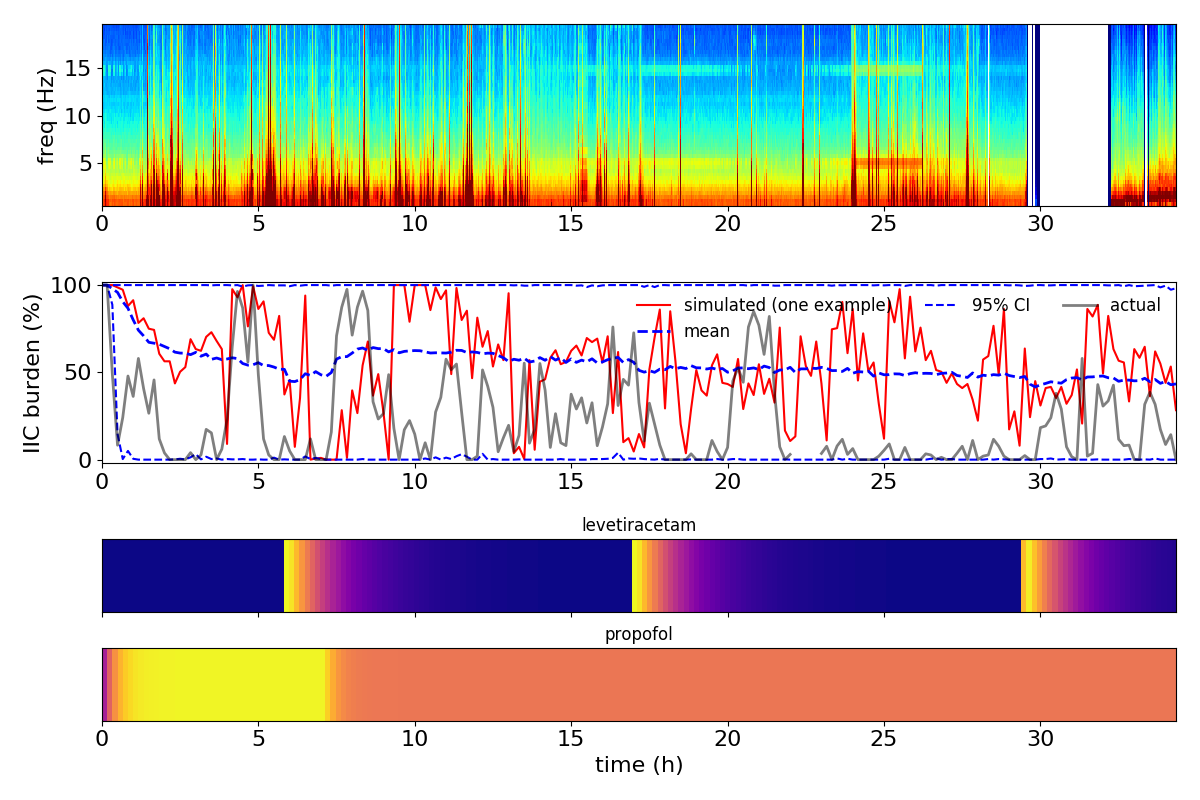 freq (Hz)
15
10
5
0 5 10 15 20 25 30
IIC burden (%)
100
50
0
simulated (one example) 95% CI actual
mean
0 5 10 15 20 25 30
levetiracetam
propofol
0 5 10 15 20 25 30
time (h)